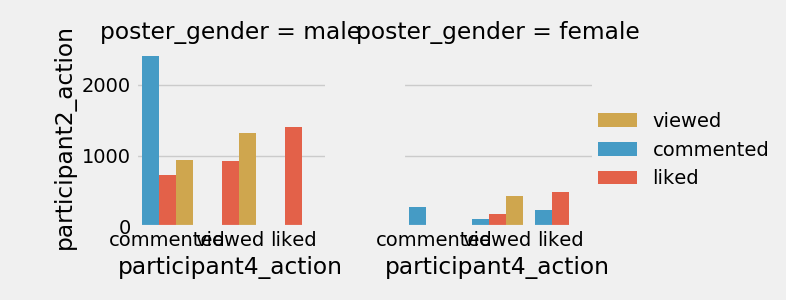 poster_gender = male
poster_gender = female
participant2_action
2000
1000
0
commented
viewed
liked
commented
viewed
liked
participant4_action
participant4_action
viewed
commented
liked